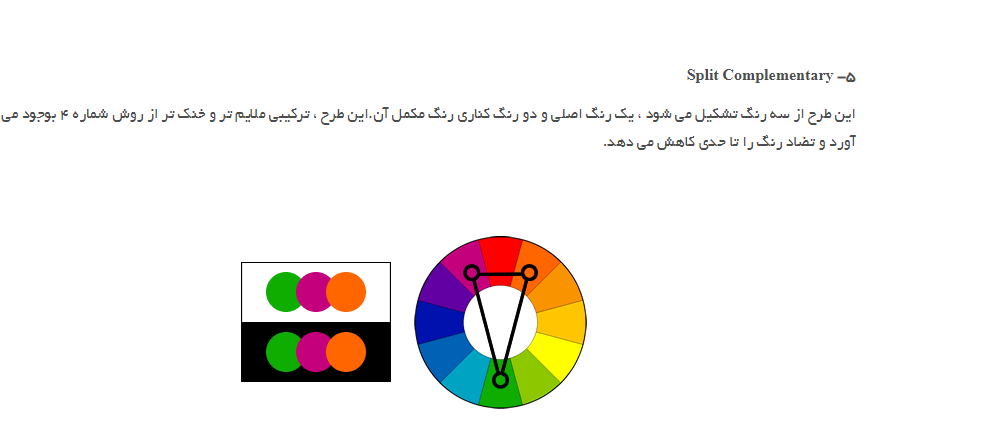 ۵- Split Complementary
این طرح از سه رنگ تشکیل می شود ، یک رنگ اصلی و دو رنگ کناری رنگ مکمل آن.این طرح ، ترکیبی ملایم تر و خنک تر از روش شماره ۴ بوجود می
آورد و تضاد رنگ را تا حدی کاهش می دهد.